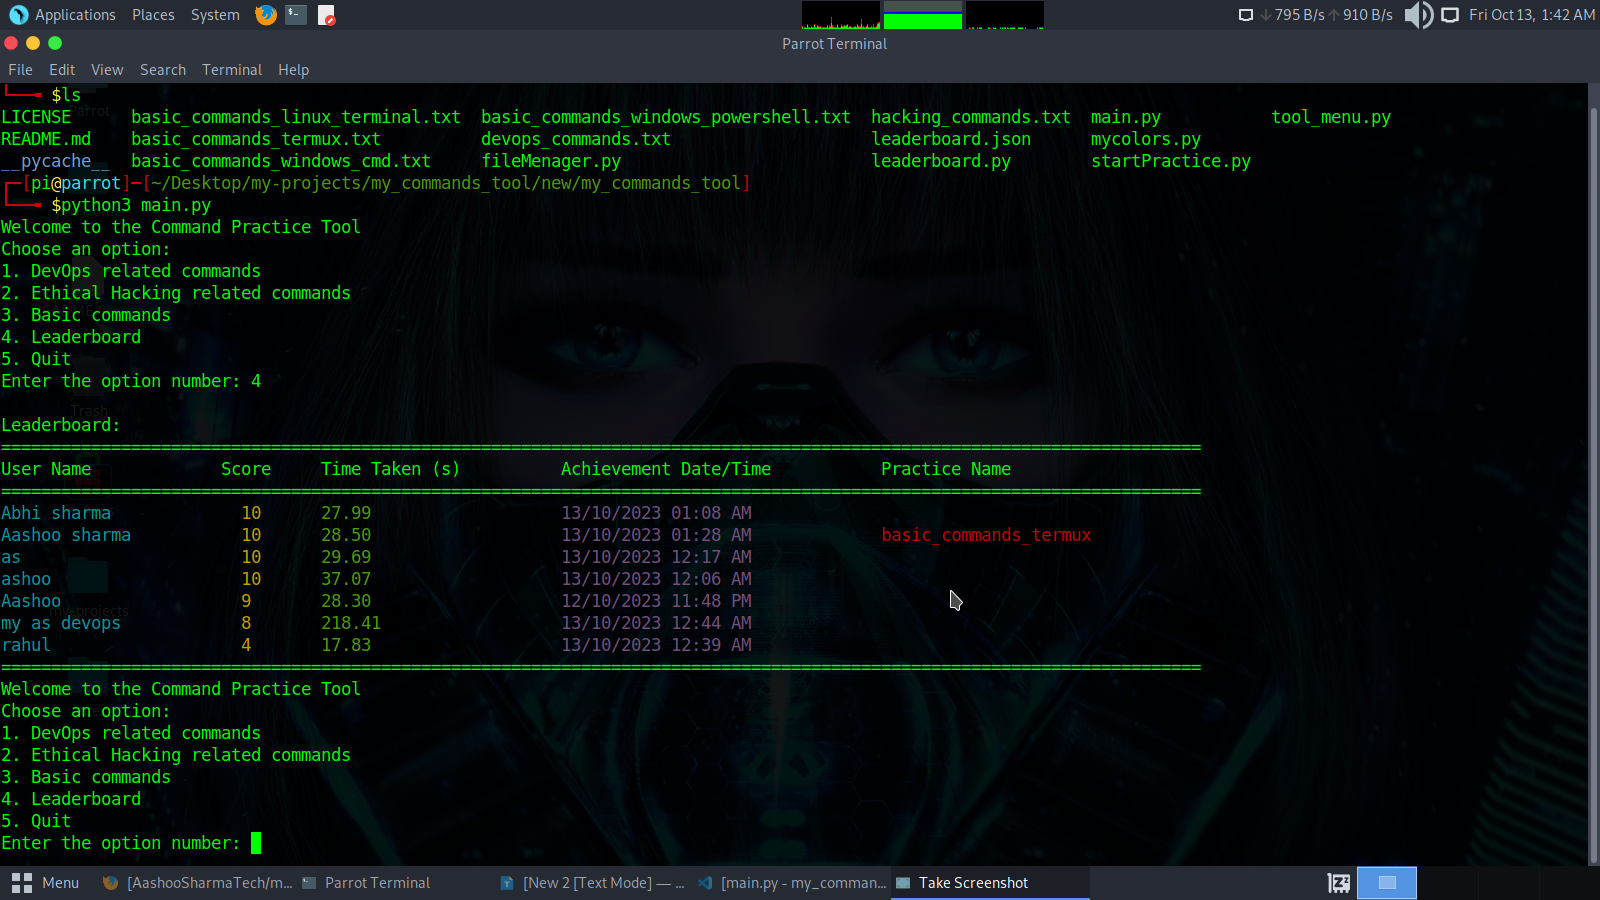 Applications Places System 795 B/s 910 B/s Fri Oct 13, 1:42 AM
Parrot Terminal
File Edit View Search Terminal Help
$ls
Parrot
LICENSE basic_commands_linux_terminal.txt basic_commands_windows_powershell.txt hacking_commands.txt main.py tool_menu.py
README.md basic_commands_termux.txt devops_commands.txt leaderboard.json mycolors.py
__pycache__ basic_commands_windows_cmd.txt fileMenager.py leaderboard.py startPractice.py
[pi@parrot]-[~/Desktop/my-projects/my_commands_tool/new/my_commands_tool]
$python3 main.py
Welcome to the Command Practice Tool
Choose an option:
1. DevOps related commands
2. Ethical Hacking related commands
3. Basic commands
4. Leaderboard
5. Quit
Enter the option number: 4
Trash
Leaderboard:
========================================================================================================================
User Name Score Time Taken (s) Achievement Date/Time Practice Name
========================================================================================================================
Abhi sharma 10 27.99 13/10/2023 01:08 AM
Aashoo sharma 10 28.50 13/10/2023 01:28 AM basic_commands_termux
as 10 29.69 13/10/2023 12:17 AM
ashoo 10 37.07 13/10/2023 12:06 AM
Aashoo 9 28.30 12/10/2023 11:48 PM
my as devops 8 218.41 13/10/2023 12:44 AM
rahul 4 17.83 13/10/2023 12:39 AM
========================================================================================================================
Welcome to the Command Practice Tool
Choose an option:
1. DevOps related commands
2. Ethical Hacking related commands
3. Basic commands
4. Leaderboard
5. Quit
Enter the option number:
Menu [AashooSharmaTech/m... Parrot Terminal [New 2 [Text Mode] — ... [main.py - my_comman... Take Screenshot